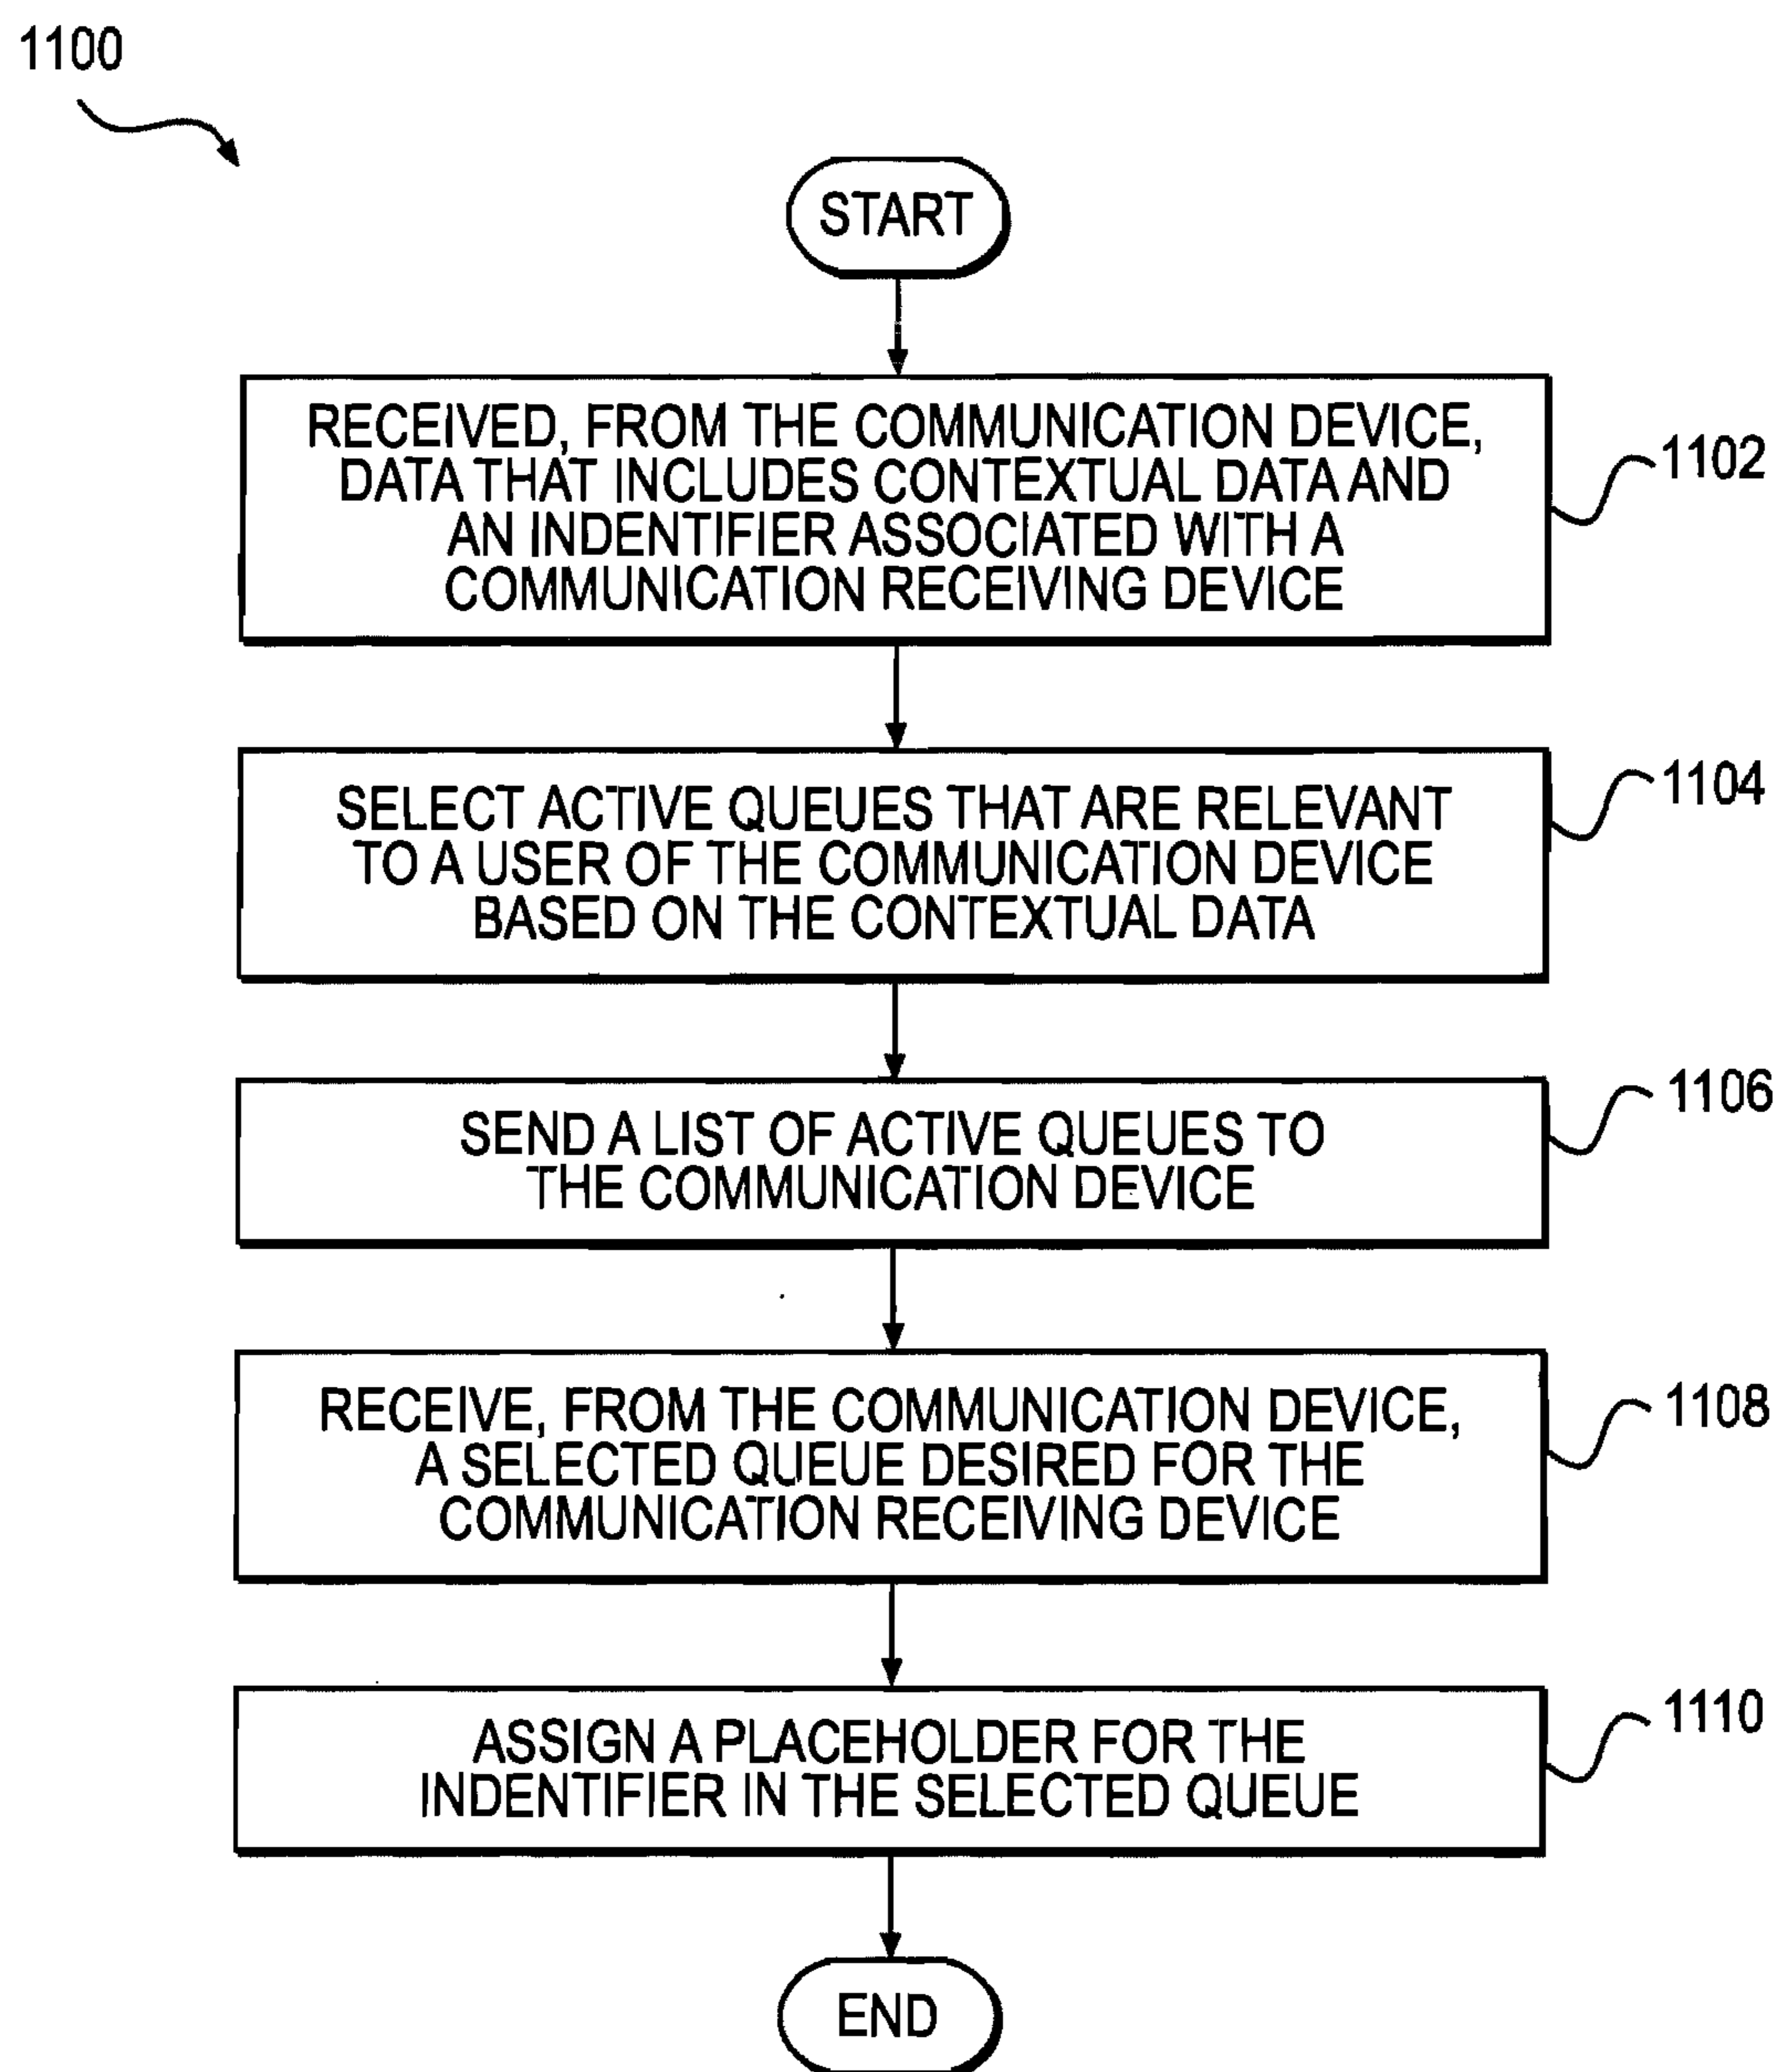 1100
START
RECEIVED, FROM THE COMMUNICATION DEVICE,
DATA THAT INCLUDES CONTEXTUAL DATA AND
AN INDENTIFIER ASSOCIATED WITH A
COMMUNICATION RECEIVING DEVICE
1102
SELECT ACTIVE QUEUES THAT ARE RELEVANT
TO A USER OF THE COMMUNICATION DEVICE
BASED ON THE CONTEXTUAL DATA
1104
SEND A LIST OF ACTIVE QUEUES TO
THE COMMUNICATION DEVICE
1106
RECEIVE, FROM THE COMMUNICATION DEVICE,
A SELECTED QUEUE DESIRED FOR THE
COMMUNICATION RECEIVING DEVICE
1108
ASSIGN A PLACEHOLDER FOR THE
INDENTIFIER IN THE SELECTED QUEUE
1110
END